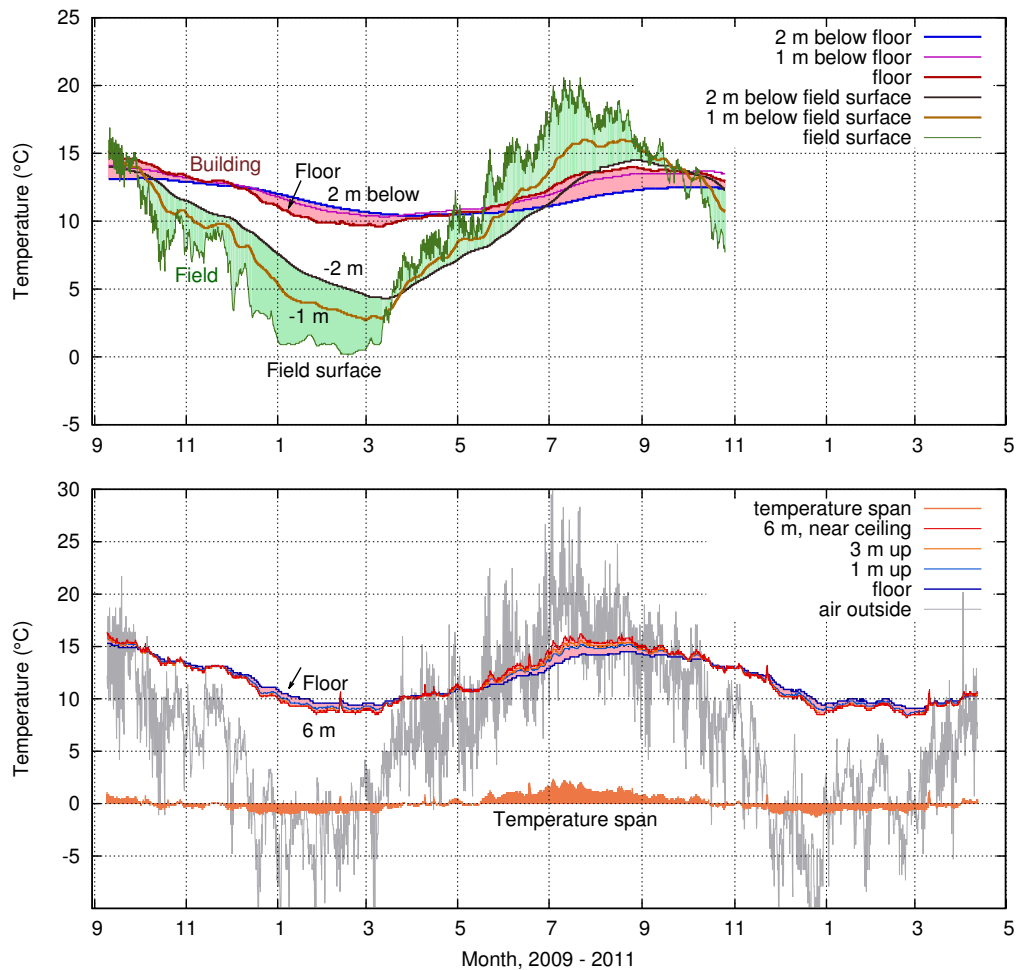 25
20
15
10
5
0
-5
Temperature (°C)
2 m below floor
1 m below floor
floor
2 m below field surface
1 m below field surface
field surface
Building
Floor
2 m below
Field
-2 m
-1 m
Field surface
9 11 1 3 5 7 9 11 1 3 5
30
25
20
15
10
5
0
-5
Temperature (°C)
temperature span
6 m, near ceiling
3 m up
1 m up
floor
air outside
Floor
6 m
Temperature span
9 11 1 3 5 7 9 11 1 3 5
Month, 2009 - 2011